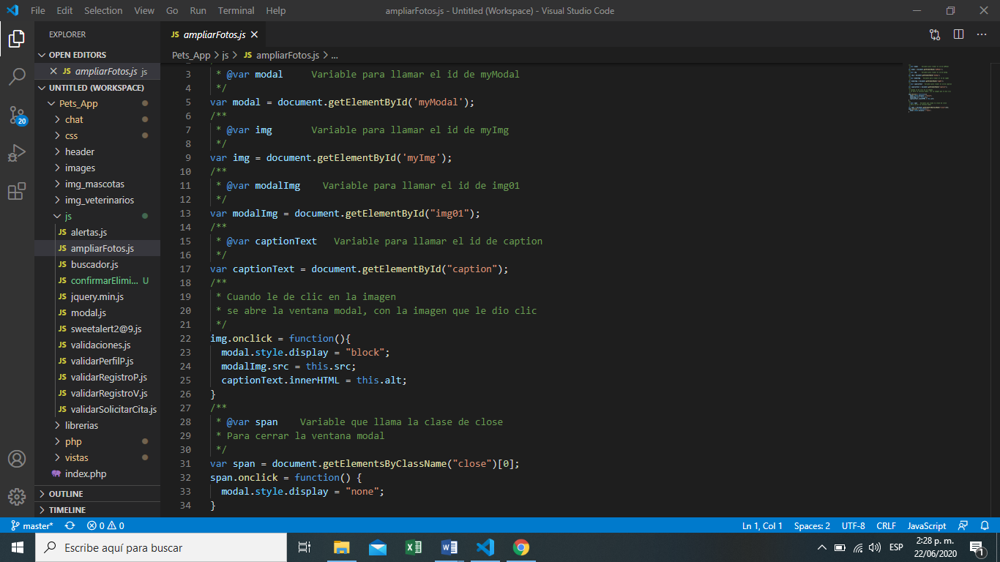 File Edit Selection View Go Run Terminal Help
ampliarFotos.js - Untitled (Workspace) - Visual Studio Code
EXPLORER
OPEN EDITORS
JS ampliarFotos.js js
UNTITLED (WORKSPACE)
Pets_App
chat
css
header
images
img_mascotas
img_veterinarios
js
JS alertas.js
JS ampliarFotos.js
JS buscador.js
JS confirmarElimi... U
JS jquery.min.js
JS modal.js
JS sweetalert2@9.js
JS validaciones.js
JS validarPerfilP.js
JS validarRegistroP.js
JS validarRegistroV.js
JS validarSolicitarCita.js
librerias
php
vistas
index.php
OUTLINE
TIMELINE
20
JS ampliarFotos.js
Pets_App > js > JS ampliarFotos.js > ...
3 * @var modal     Variable para llamar el id de myModal
4 */
5 var modal = document.getElementById('myModal');
6 /**
7 * @var img       Variable para llamar el id de myImg
8 */
9 var img = document.getElementById('myImg');
10 /**
11 * @var modalImg    Variable para llamar el id de img01
12 */
13 var modalImg = document.getElementById("img01");
14 /**
15 * @var captionText   Variable para llamar el id de caption
16 */
17 var captionText = document.getElementById("caption");
18 /**
19 * Cuando le de clic en la imagen
20 * se abre la ventana modal, con la imagen que le dio clic
21 */
22 img.onclick = function(){
23   modal.style.display = "block";
24   modalImg.src = this.src;
25   captionText.innerHTML = this.alt;
26 }
27 /**
28 * @var span    Variable que llama la clase de close
29 * Para cerrar la ventana modal
30 */
31 var span = document.getElementsByClassName("close")[0];
32 span.onclick = function() {
33   modal.style.display = "none";
34 }
master* 0 0
Ln 1, Col 1 Spaces: 2 UTF-8 CRLF JavaScript
Escribe aquí para buscar
ESP
2:28 p. m.
22/06/2020
1